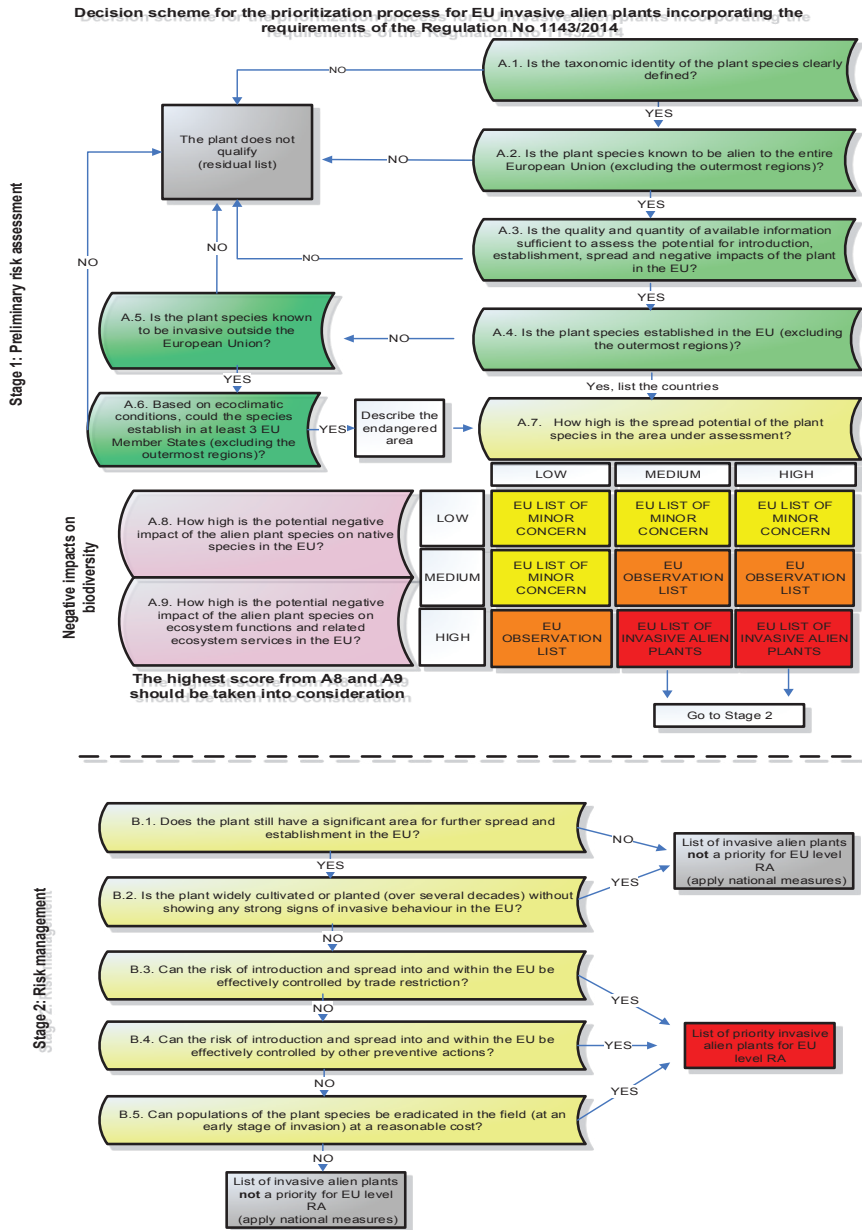 Decision scheme for the prioritization process for EU invasive alien plants incorporating the
requirements of the Regulation No 1143/2014
Stage 1: Preliminary risk assessment
A.1. Is the taxonomic identity of the plant species clearly
defined?
NO
YES
The plant does not
qualify
(residual list)
A.2. Is the plant species known to be alien to the entire
European Union (excluding the outermost regions)?
NO
YES
A.3. Is the quality and quantity of available information
sufficient to assess the potential for introduction,
establishment, spread and negative impacts of the plant
in the EU?
NO
NO
NO
YES
A.5. Is the plant species known
to be invasive outside the
European Union?
NO
A.4. Is the plant species established in the EU (excluding
the outermost regions)?
YES
Yes, list the countries
A.6. Based on ecoclimatic
conditions, could the species
establish in at least 3 EU
Member States (excluding
the outermost regions)?
YES
Describe the
endangered
area
A.7. How high is the spread potential of the plant
species in the area under assessment?
LOW
MEDIUM
HIGH
Negative impacts on
biodiversity
A.8. How high is the potential negative
impact of the alien plant species on native
species in the EU?
LOW
EU LIST OF
MINOR
CONCERN
EU LIST OF
MINOR
CONCERN
EU LIST OF
MINOR
CONCERN
MEDIUM
EU LIST OF
MINOR
CONCERN
EU
OBSERVATION
LIST
EU
OBSERVATION
LIST
A.9. How high is the potential negative
impact of the alien plant species on
ecosystem functions and related
ecosystem services in the EU?
HIGH
EU
OBSERVATION
LIST
EU LIST OF
INVASIVE ALIEN
PLANTS
EU LIST OF
INVASIVE ALIEN
PLANTS
The highest score from A8 and A9
should be taken into consideration
Go to Stage 2
Stage 2: Risk management
B.1. Does the plant still have a significant area for further spread and
establishment in the EU?
NO
YES
List of invasive alien plants
not a priority for EU level
RA
(apply national measures)
B.2. Is the plant widely cultivated or planted (over several decades) without
showing any strong signs of invasive behaviour in the EU?
YES
NO
B.3. Can the risk of introduction and spread into and within the EU be
effectively controlled by trade restriction?
YES
NO
B.4. Can the risk of introduction and spread into and within the EU be
effectively controlled by other preventive actions?
YES
List of priority invasive
alien plants for EU
level RA
NO
B.5. Can populations of the plant species be eradicated in the field (at an
early stage of invasion) at a reasonable cost?
YES
NO
List of invasive alien plants
not a priority for EU level
RA
(apply national measures)